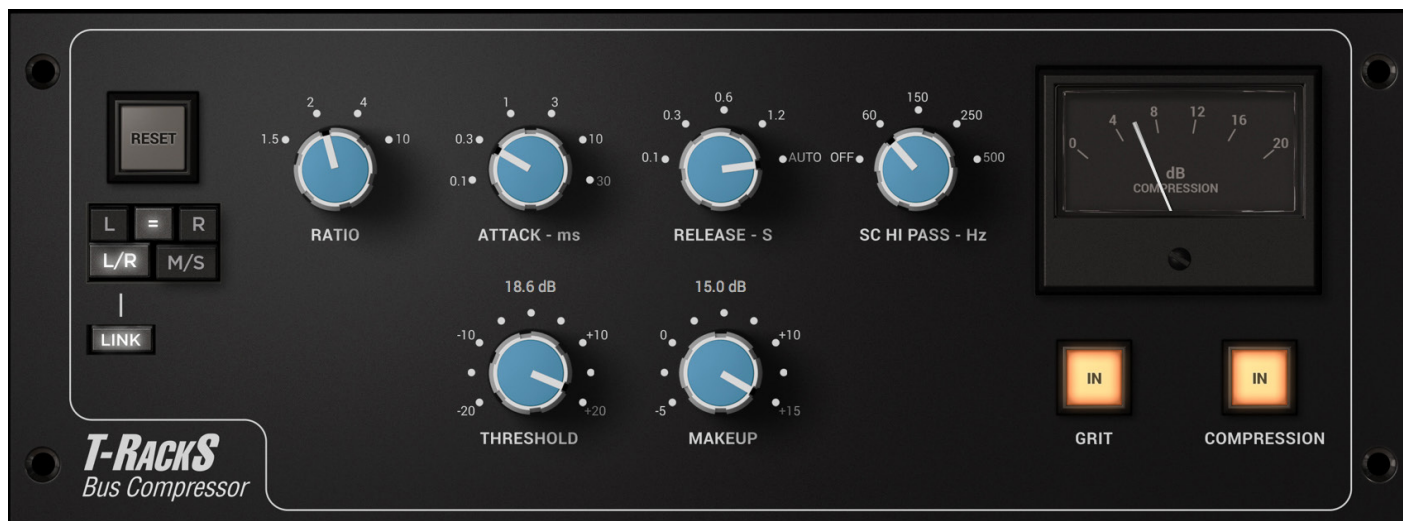 RESET
L = R
L/R M/S
LINK
1.5 2 4 10
RATIO
0.1 0.3 1 3 10 30
ATTACK - ms
0.1 0.3 0.6 1.2 AUTO
RELEASE - S
OFF 60 150 250 500
SC HI PASS - Hz
0 4 8 12 16 20
dB
COMPRESSION
18.6 dB
-20 -10 +10 +20
THRESHOLD
15.0 dB
-5 0 +10 +15
MAKEUP
IN
GRIT
IN
COMPRESSION
T-RACKS
Bus Compressor